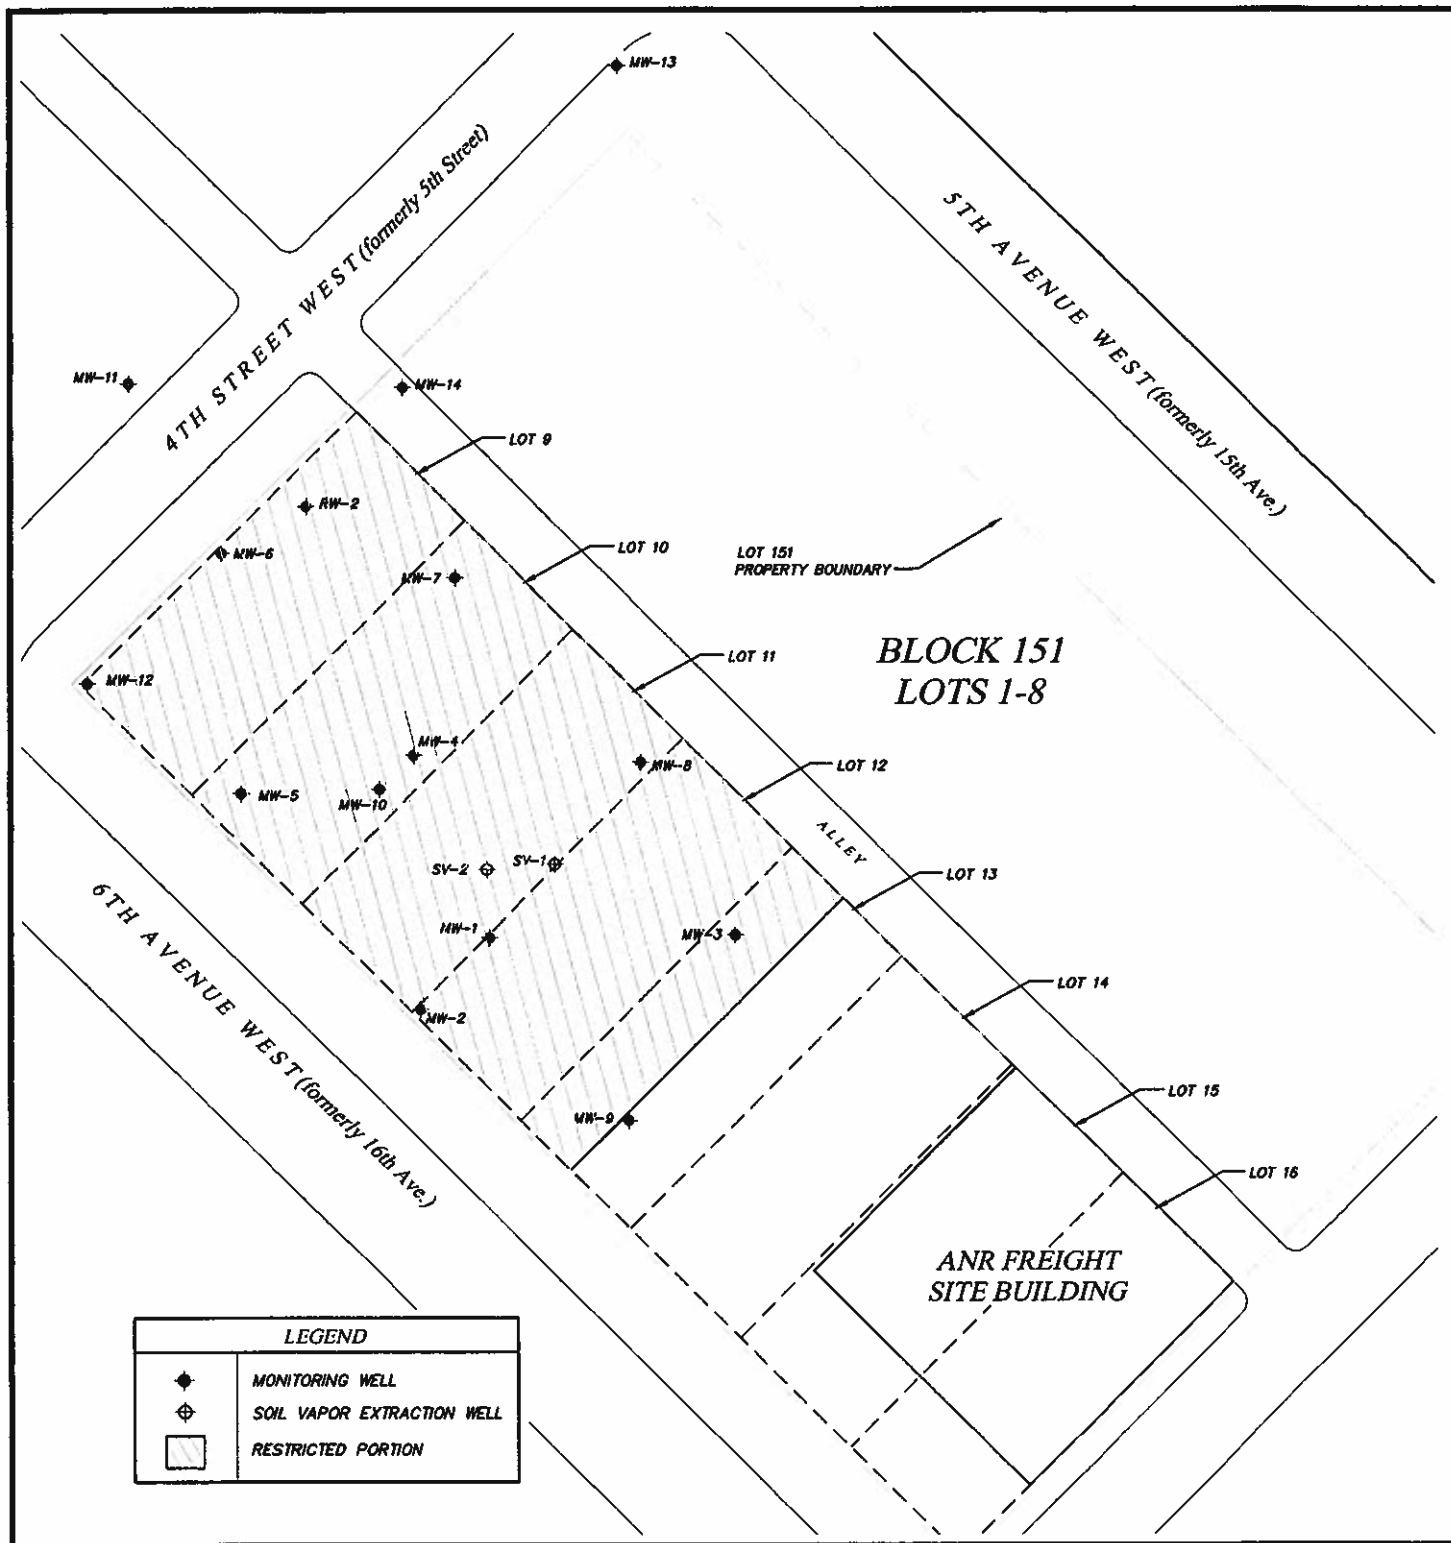 MW-13
4TH STREET WEST (formerly 5th Street)
5TH AVENUE WEST (formerly 15th Ave.)
MW-11
MW-14
LOT 9
RW-2
LOT 10
MW-6
MW-7
LOT 151
PROPERTY BOUNDARY
BLOCK 151
LOTS 1-8
LOT 11
MW-12
MW-4
MW-8
LOT 12
MW-5
MW-10
ALLEY
SV-2
SV-1
LOT 13
6TH AVENUE WEST (formerly 16th Ave.)
MW-1
MW-3
LOT 14
MW-2
LOT 15
MW-9
LOT 16
ANR FREIGHT
SITE BUILDING
LEGEND
MONITORING WELL
SOIL VAPOR EXTRACTION WELL
RESTRICTED PORTION